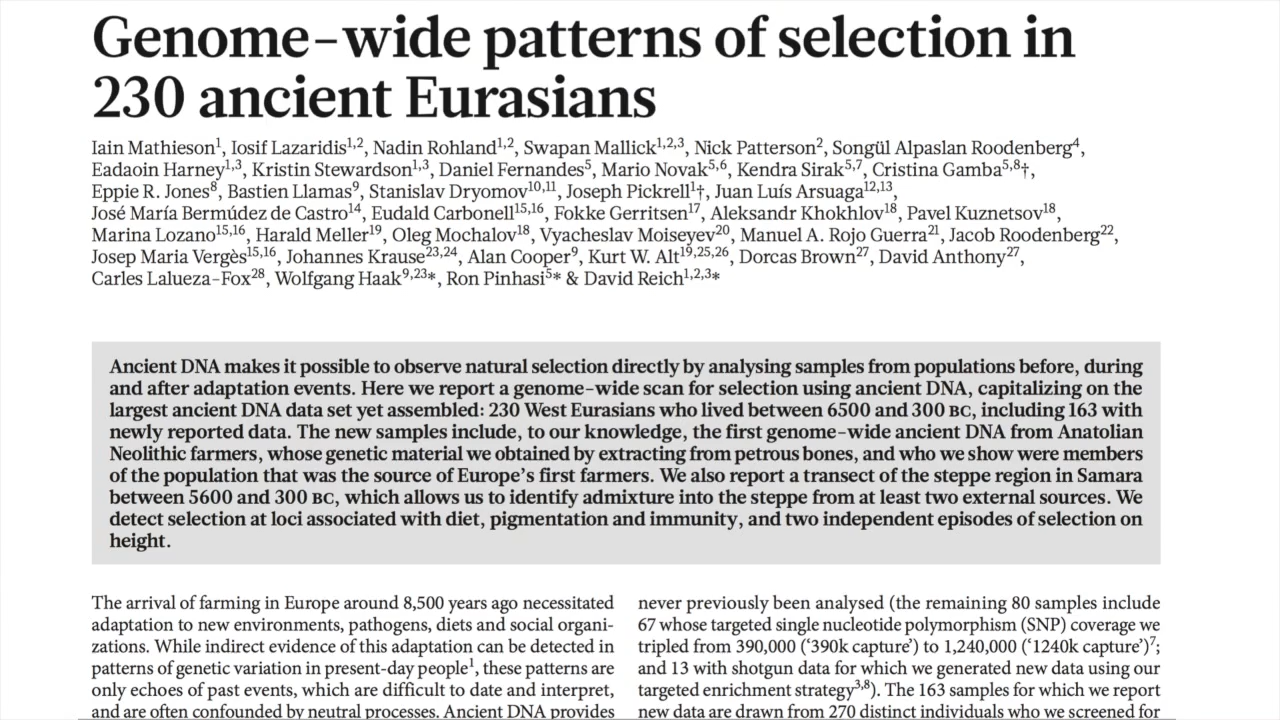 Genome-wide patterns of selection in
230 ancient Eurasians
Iain Mathieson1, Iosif Lazaridis1,2, Nadin Rohland1,2, Swapan Mallick1,2,3, Nick Patterson2, Songül Alpaslan Roodenberg4,
Eadaoin Harney1,3, Kristin Stewardson1,3, Daniel Fernandes5, Mario Novak5,6, Kendra Sirak5,7, Cristina Gamba5,8†,
Eppie R. Jones8, Bastien Llamas9, Stanislav Dryomov10,11, Joseph Pickrell1†, Juan Luís Arsuaga12,13,
José María Bermúdez de Castro14, Eudald Carbonell15,16, Fokke Gerritsen17, Aleksandr Khokhlov18, Pavel Kuznetsov18,
Marina Lozano15,16, Harald Meller19, Oleg Mochalov18, Vyacheslav Moiseyev20, Manuel A. Rojo Guerra21, Jacob Roodenberg22,
Josep Maria Vergès15,16, Johannes Krause23,24, Alan Cooper9, Kurt W. Alt19,25,26, Dorcas Brown27, David Anthony27,
Carles Lalueza-Fox28, Wolfgang Haak9,23*, Ron Pinhasi5* & David Reich1,2,3*
Ancient DNA makes it possible to observe natural selection directly by analysing samples from populations before, during
and after adaptation events. Here we report a genome-wide scan for selection using ancient DNA, capitalizing on the
largest ancient DNA data set yet assembled: 230 West Eurasians who lived between 6500 and 300 BC, including 163 with
newly reported data. The new samples include, to our knowledge, the first genome-wide ancient DNA from Anatolian
Neolithic farmers, whose genetic material we obtained by extracting from petrous bones, and who we show were members
of the population that was the source of Europe's first farmers. We also report a transect of the steppe region in Samara
between 5600 and 300 BC, which allows us to identify admixture into the steppe from at least two external sources. We
detect selection at loci associated with diet, pigmentation and immunity, and two independent episodes of selection on
height.
The arrival of farming in Europe around 8,500 years ago necessitated
adaptation to new environments, pathogens, diets and social organi-
zations. While indirect evidence of this adaptation can be detected in
patterns of genetic variation in present-day people1, these patterns are
only echoes of past events, which are difficult to date and interpret,
and are often confounded by neutral processes. Ancient DNA provides
never previously been analysed (the remaining 80 samples include
67 whose targeted single nucleotide polymorphism (SNP) coverage we
tripled from 390,000 ('390k capture') to 1,240,000 ('1240k capture')7;
and 13 with shotgun data for which we generated new data using our
targeted enrichment strategy3,8). The 163 samples for which we report
new data are drawn from 270 distinct individuals who we screened for